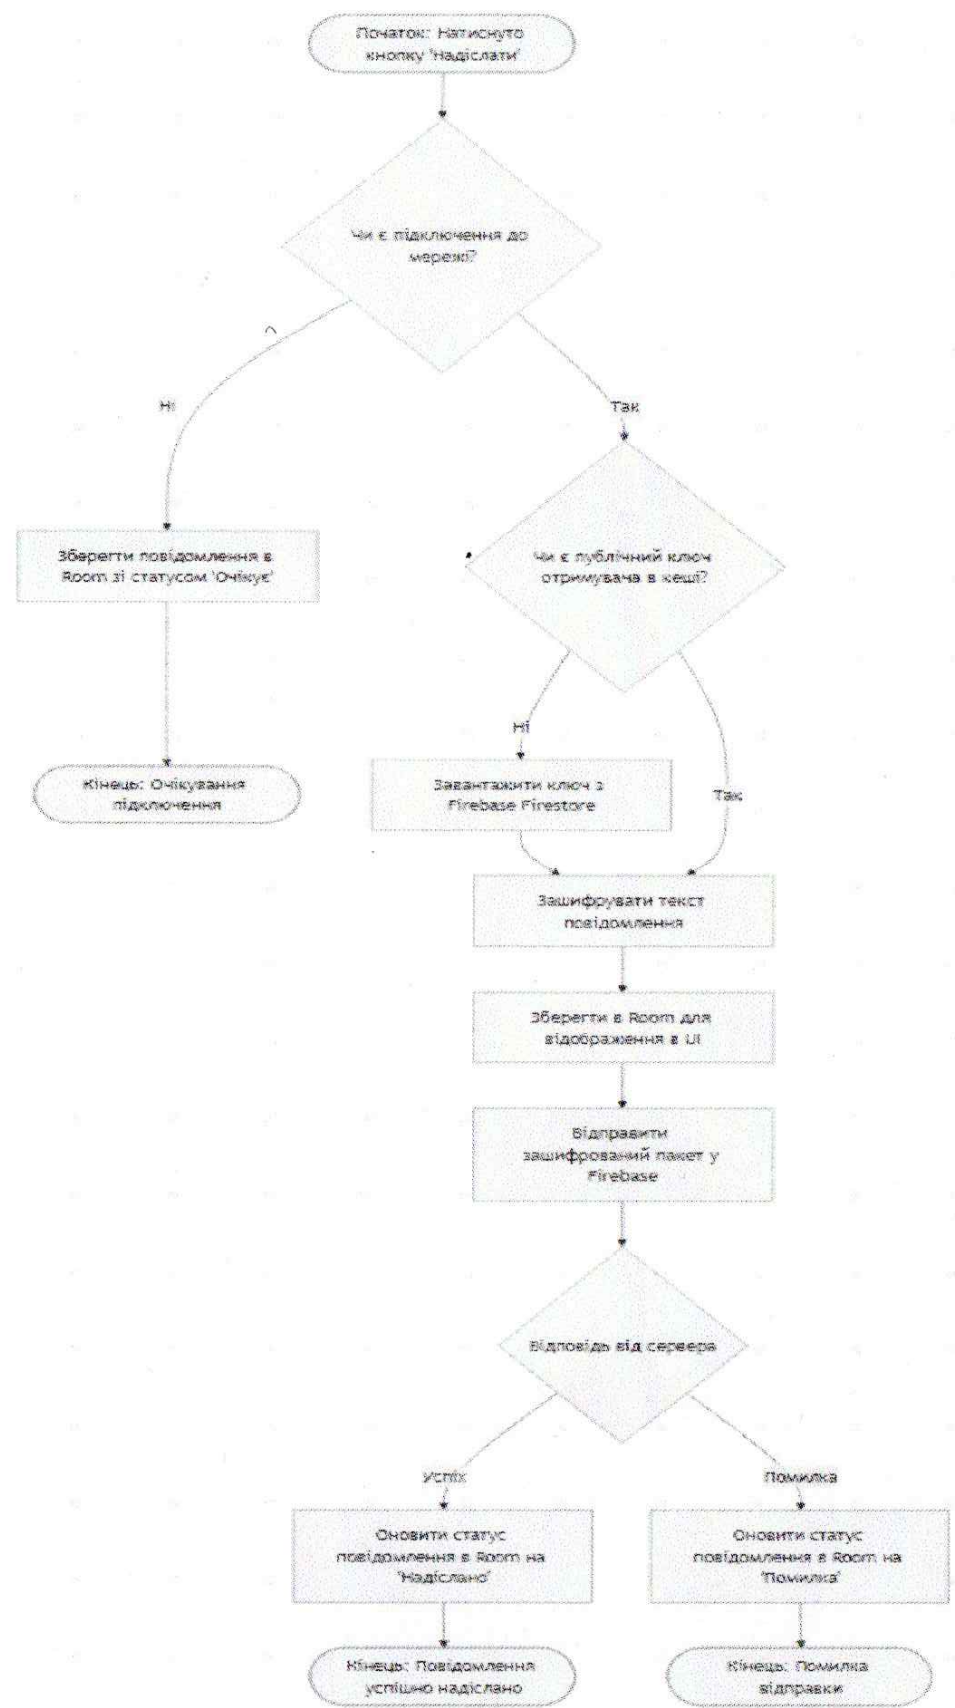 Початок: Натиснуто
кнопку 'Надіслати'
Чи є підключення до
мережі?
Ні
Так
Зберегти повідомлення в
Room зі статусом 'Очікує'
Чи є публічний ключ
отримувача в кеші?
Ні
Кінець: Очікування
підключення
Завантажити ключ з
Firebase Firestore
Так
Зашифрувати текст
повідомлення
Зберегти в Room для
відображення в UI
Відправити
зашифрований пакет у
Firebase
Відповідь від сервера
Успіх
Помилка
Оновити статус
повідомлення в Room на
'Надіслано'
Оновити статус
повідомлення в Room на
'Помилка'
Кінець: Повідомлення
успішно надіслано
Кінець: Помилка
відправки